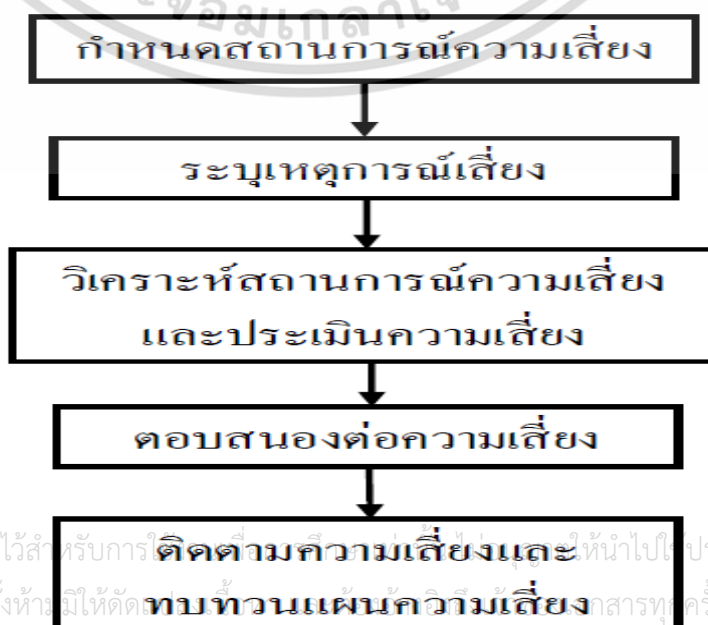 กำหนดสถานการณ์ความเสี่ยง
ระบุเหตุการณ์เสี่ยง
วิเคราะห์สถานการณ์ความเสี่ยง
และประเมินความเสี่ยง
ตอบสนองต่อความเสี่ยง
ติดตามความเสี่ยงและ
ทบทวนแผนความเสี่ยง